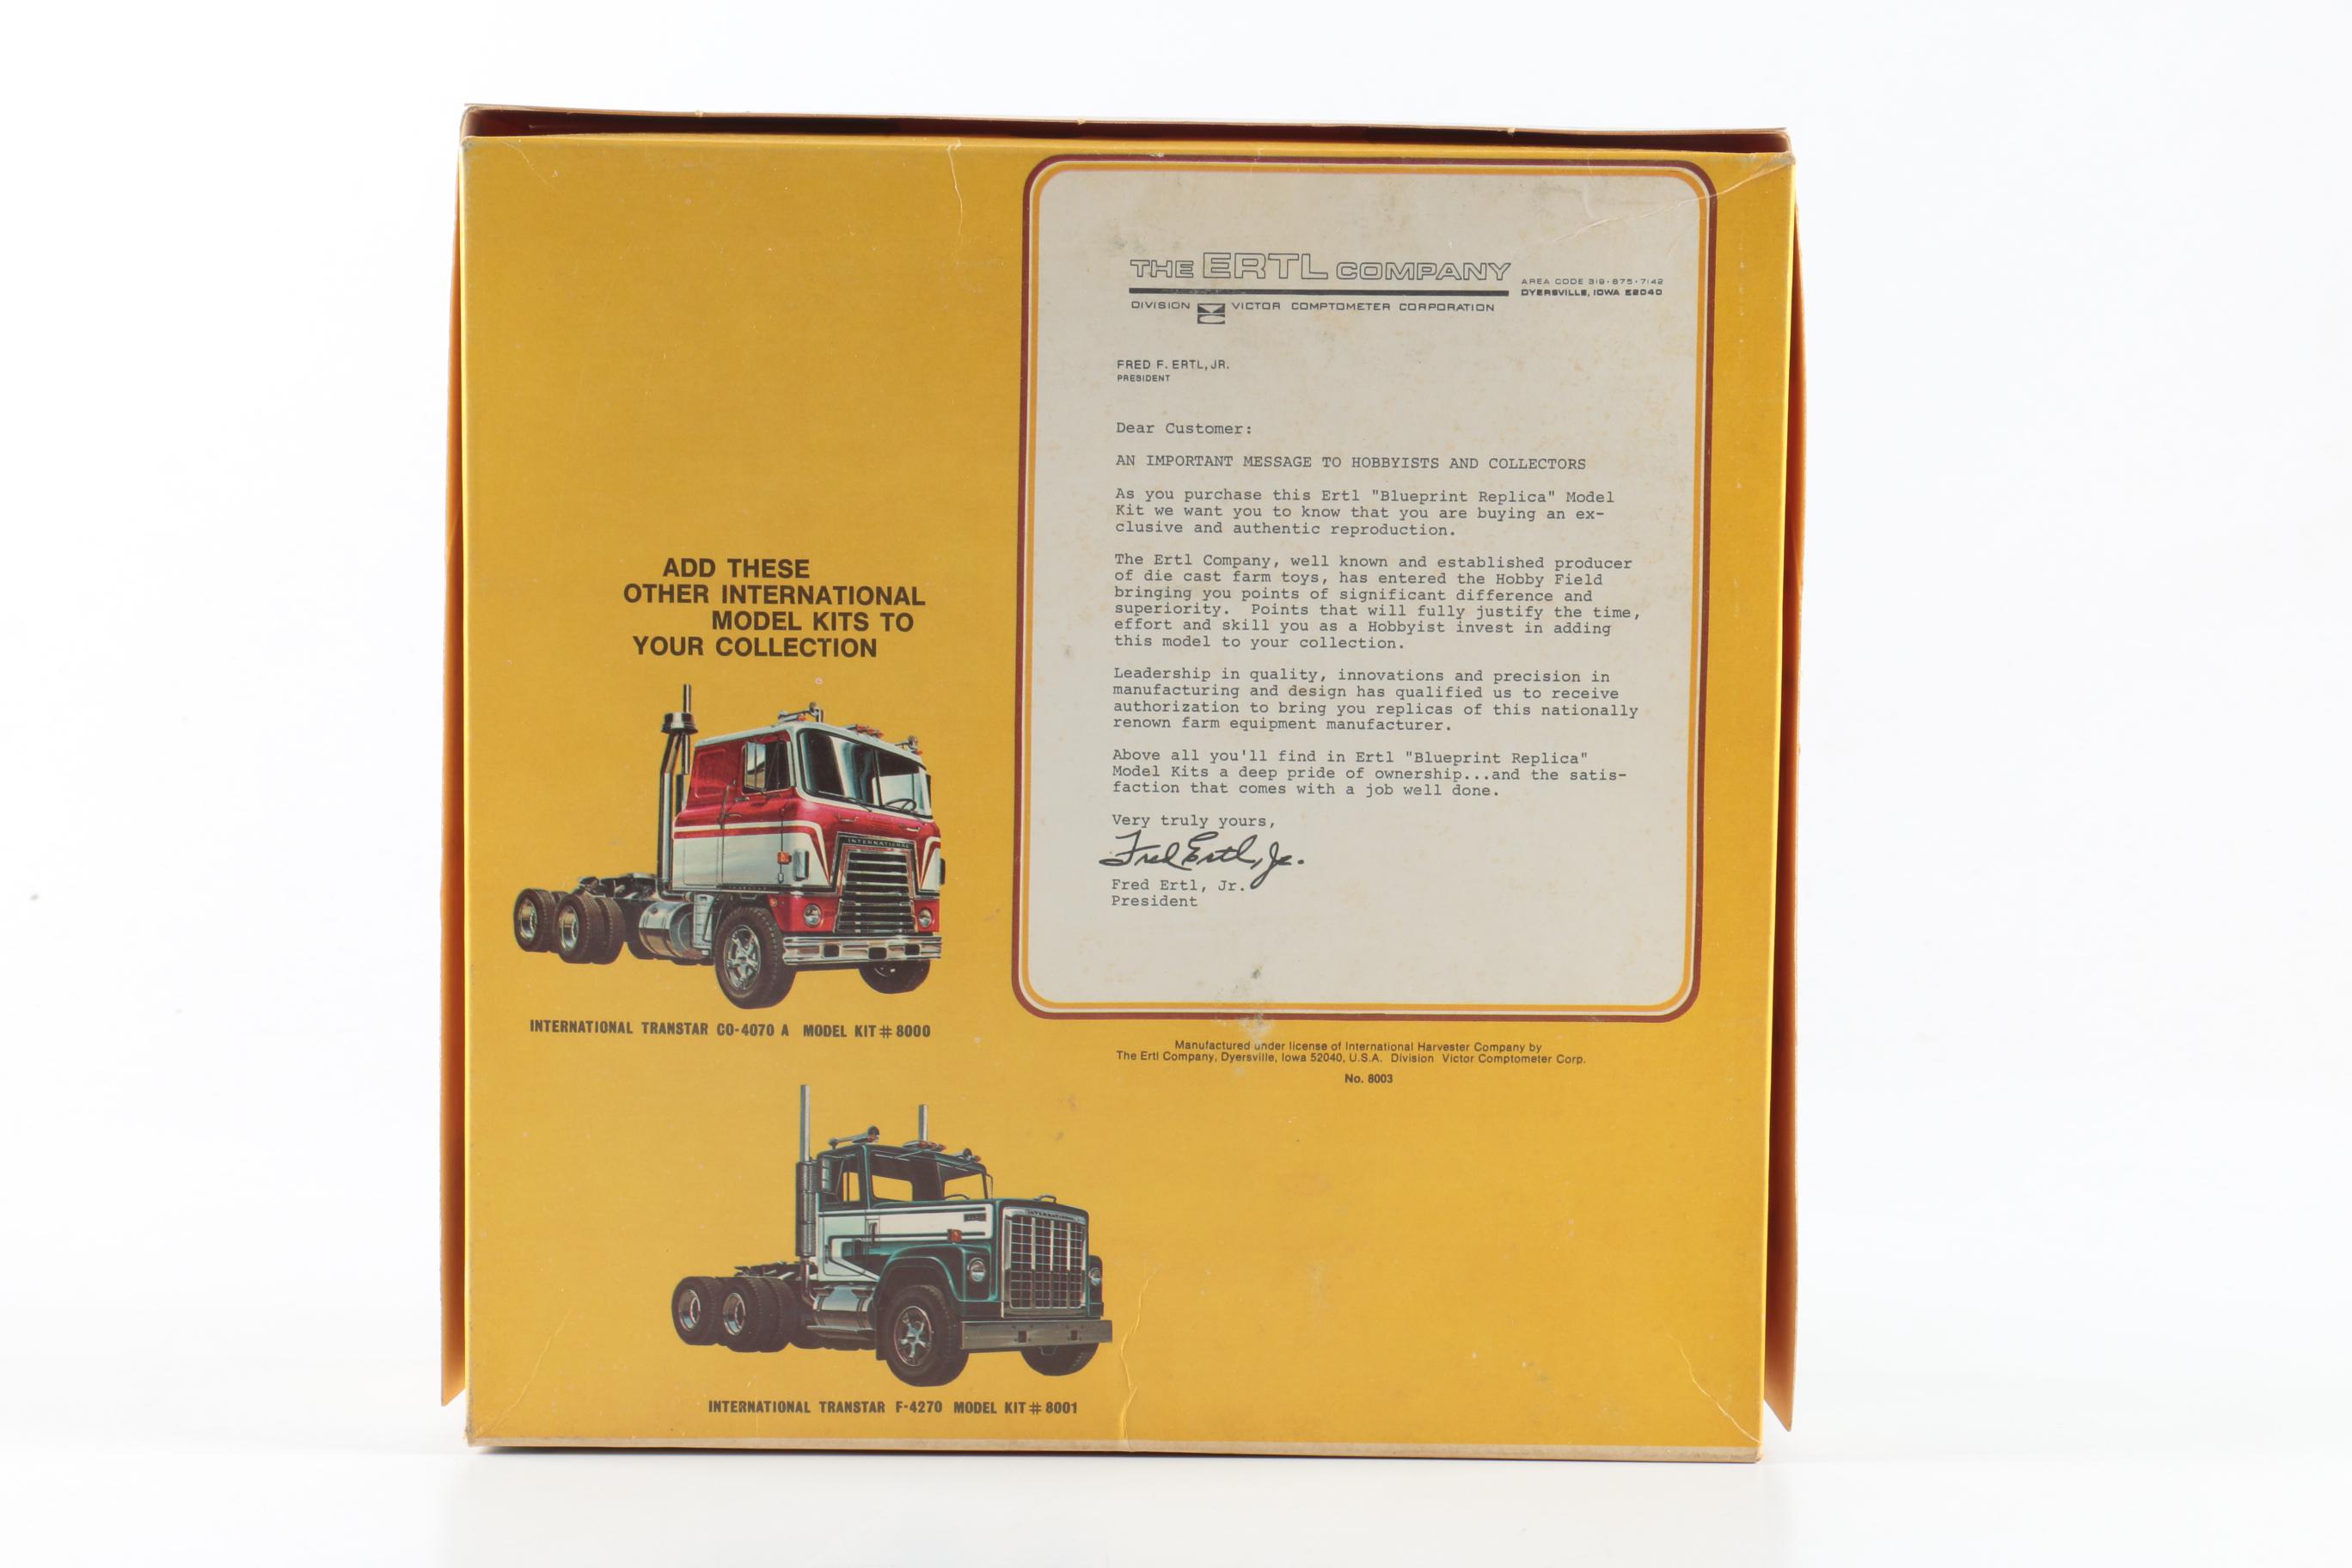 ADD THESE
OTHER INTERNATIONAL
MODEL KITS TO
YOUR COLLECTION
INTERNATIONAL
INTERNATIONAL TRANSTAR CO-4070 A MODEL KIT # 8000
INTERNATIONAL
INTERNATIONAL TRANSTAR F-4270 MODEL KIT # 8001
THE ERTL COMPANY
AREA CODE 319-875-7142
DYERSVILLE, IOWA 52040
DIVISION VICTOR COMPTOMETER CORPORATION
FRED F. ERTL, JR.
PRESIDENT
Dear Customer:
AN IMPORTANT MESSAGE TO HOBBYISTS AND COLLECTORS
As you purchase this Ertl "Blueprint Replica" Model
Kit we want you to know that you are buying an ex-
clusive and authentic reproduction.
The Ertl Company, well known and established producer
of die cast farm toys, has entered the Hobby Field
bringing you points of significant difference and
superiority. Points that will fully justify the time,
effort and skill you as a Hobbyist invest in adding
this model to your collection.
Leadership in quality, innovations and precision in
manufacturing and design has qualified us to receive
authorization to bring you replicas of this nationally
renown farm equipment manufacturer.
Above all you'll find in Ertl "Blueprint Replica"
Model Kits a deep pride of ownership...and the satis-
faction that comes with a job well done.
Very truly yours,
Fred Ertl, Jr.
Fred Ertl, Jr.
President
Manufactured under license of International Harvester Company by
The Ertl Company, Dyersville, Iowa 52040, U.S.A. Division Victor Comptometer Corp.
No. 8003